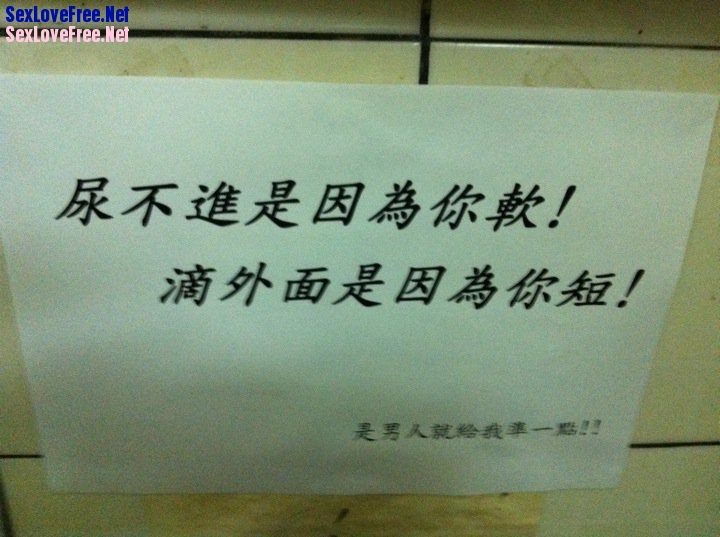 SexLoveFree.Net
SexLoveFree.Net
尿不進是因為你軟!
滴外面是因為你短!
是男人就給我準一點!!